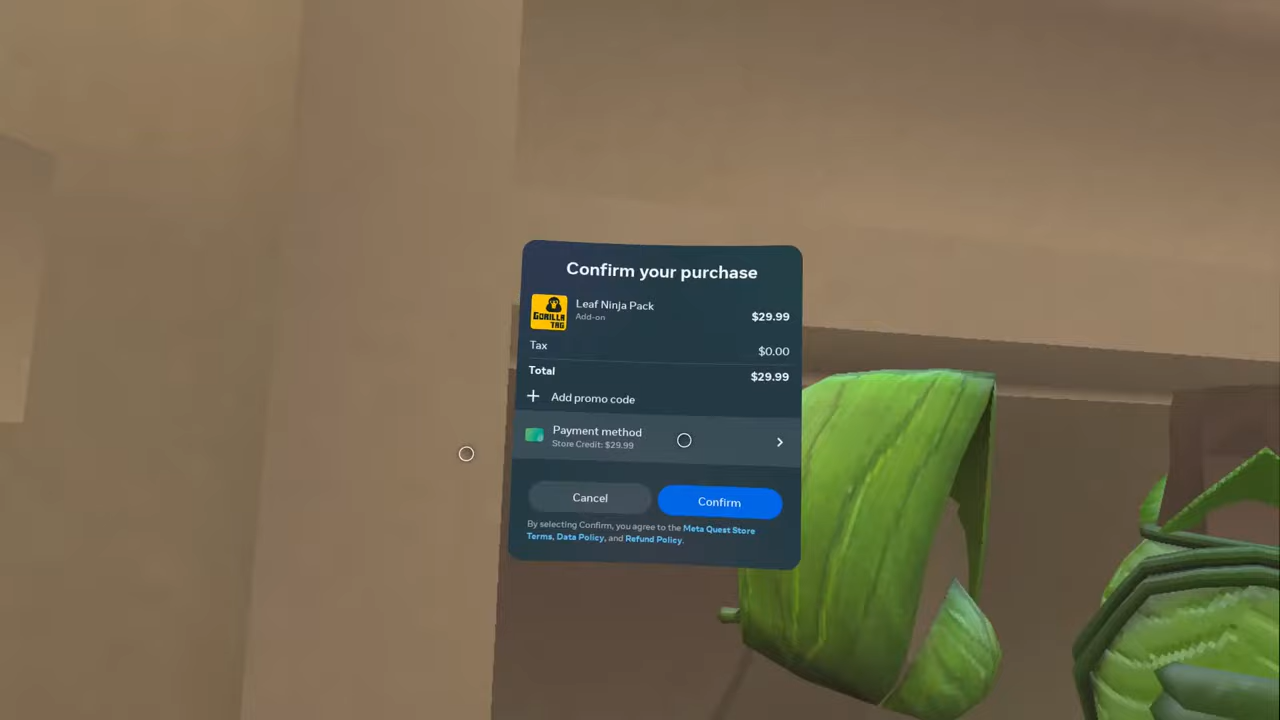 Confirm your purchase
GORILLA TAG
Leaf Ninja Pack
Add-on
$29.99
Tax
$0.00
Total
$29.99
Add promo code
Payment method
Store Credit: $29.99
Cancel
Confirm
By selecting Confirm, you agree to the Meta Quest Store
Terms, Data Policy, and Refund Policy.